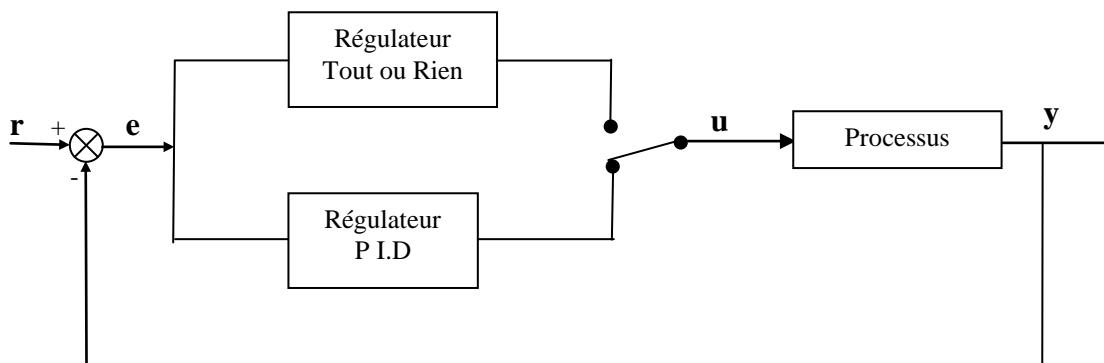 Régulateur
Tout ou Rien
r
+
e
u
Processus
y
-
Régulateur
P I.D